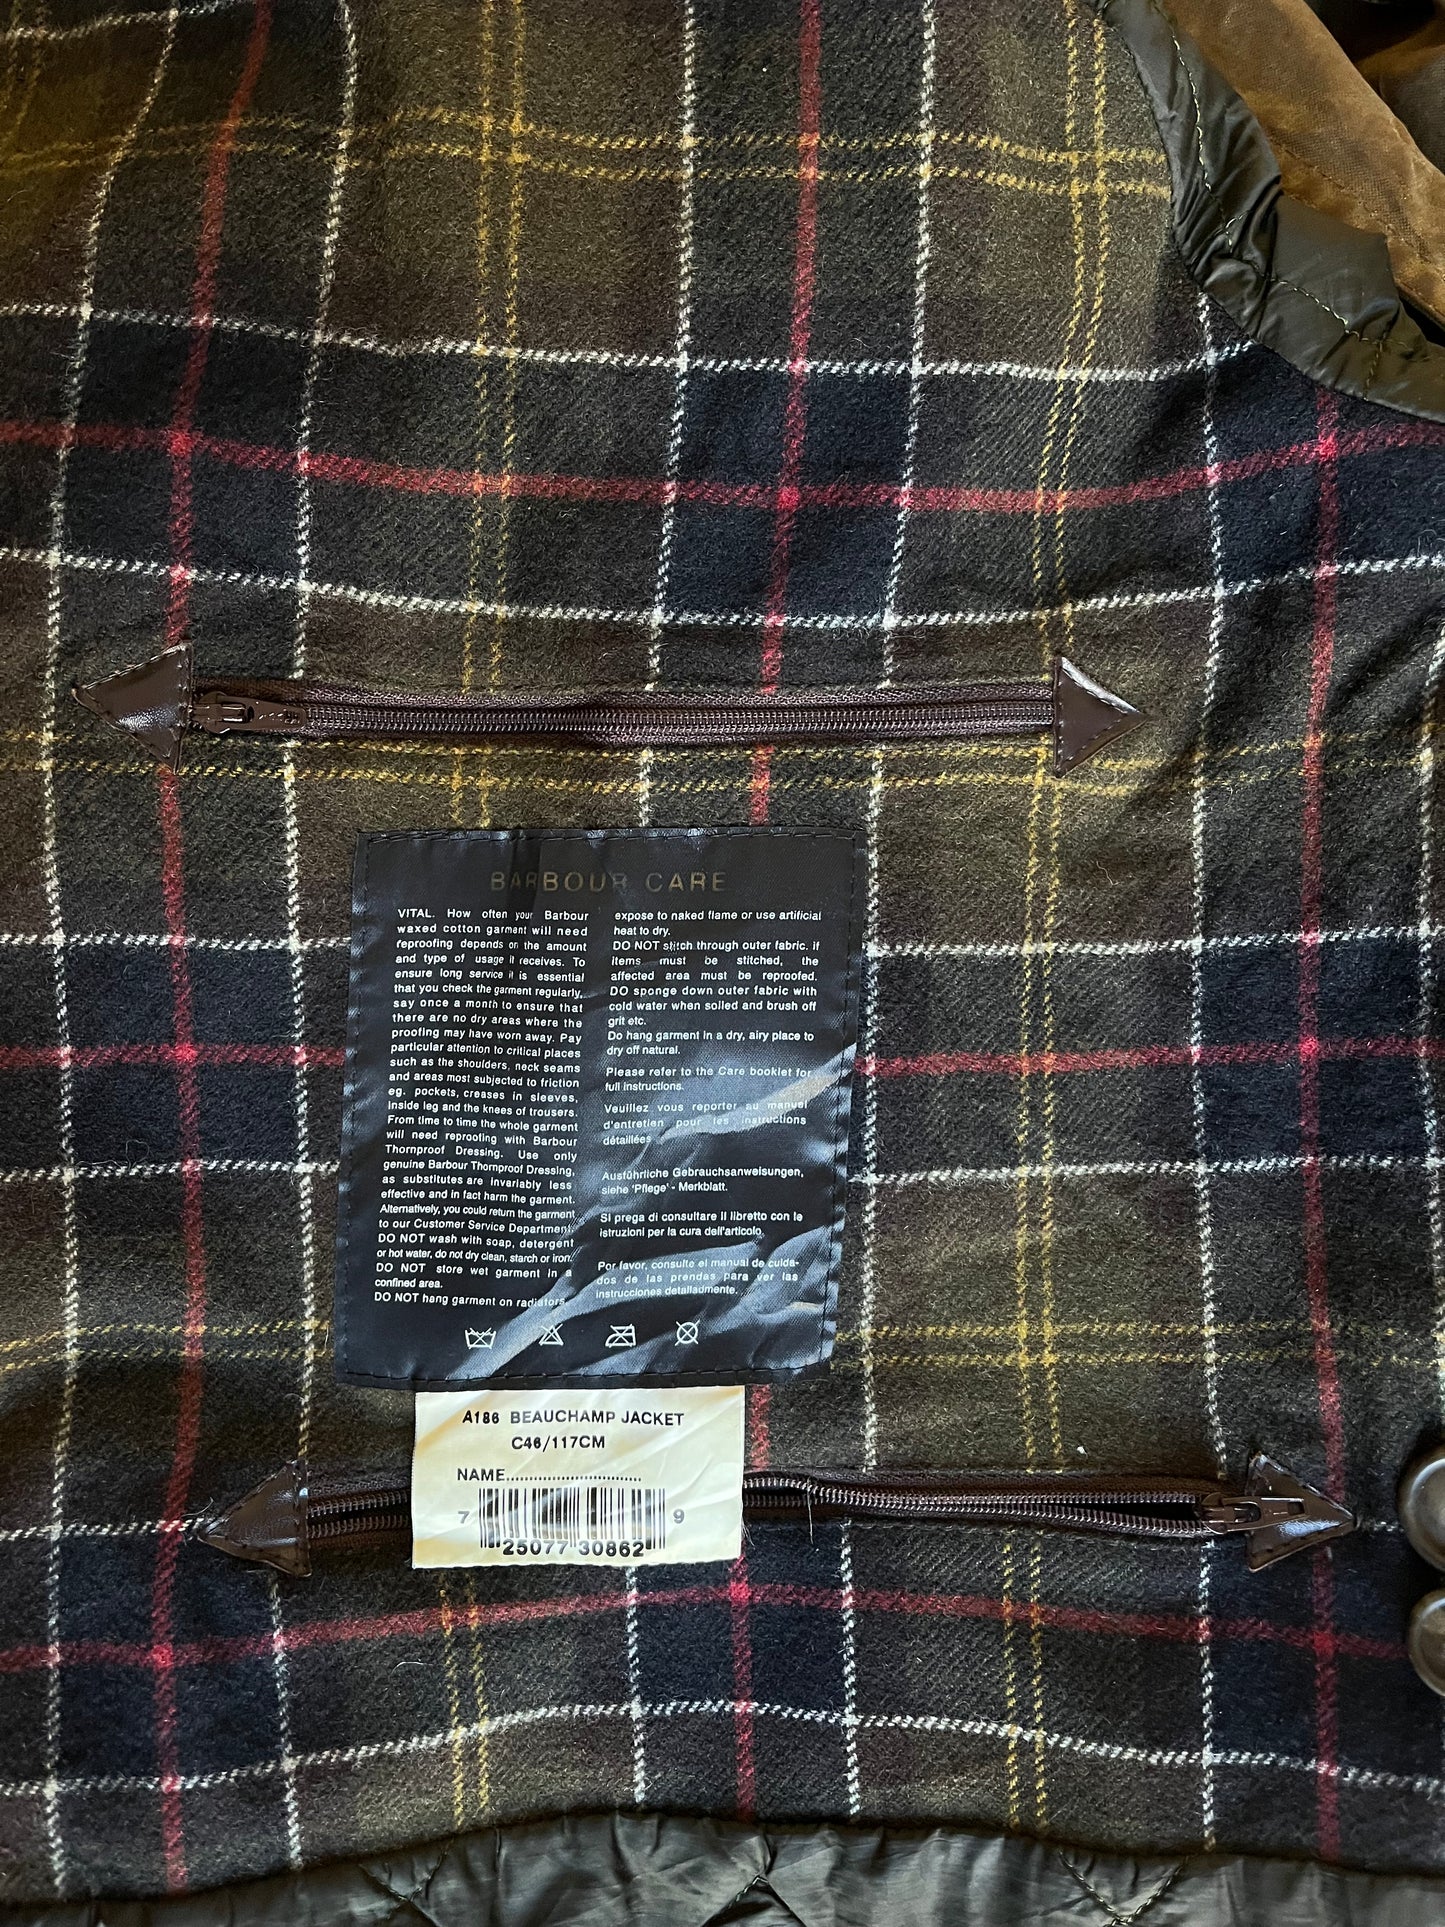 BARBOUR CARE
VITAL. How often your Barbour
waxed cotton garment will need
reproofing depends on the amount
and type of usage it receives. To
ensure long service it is essential
that you check the garment regularly,
say once a month to ensure that
there are no dry areas where the
proofing may have worn away. Pay
particular attention to critical places
such as the shoulders, neck seams
and areas most subjected to friction
eg. pockets, creases in sleeves,
inside leg and the knees of trousers.
From time to time the whole garment
will need reproofing with Barbour
Thornproof Dressing. Use only
genuine Barbour Thornproof Dressing,
as substitutes are invariably less
effective and in fact harm the garment.
Alternatively, you could return the garment
to our Customer Service Department.
DO NOT wash with soap, detergent
or hot water, do not dry clean, starch or iron.
DO NOT store wet garment in a
confined area.
DO NOT hang garment on radiators,
expose to naked flame or use artificial
heat to dry.
DO NOT stitch through outer fabric. if
items must be stitched, the
affected area must be reproofed.
DO sponge down outer fabric with
cold water when soiled and brush off
grit etc.
Do hang garment in a dry, airy place to
dry off natural.
Please refer to the Care booklet for
full instructions.
Veuillez vous reporter au manual
d'entretien pour les instructions
détaillées
Ausführliche Gebrauchsanweisungen,
siehe 'Pflege' - Merkblatt.
Si prega di consultare il libretto con le
istruzioni per la cura dell'articolo.
Por favor, consulte el manual de cuida-
dos de las prendas para ver las
instrucciones detalladmente.
A186 BEAUCHAMP JACKET
C46/117CM
NAME.............................
7 25077 30862 9